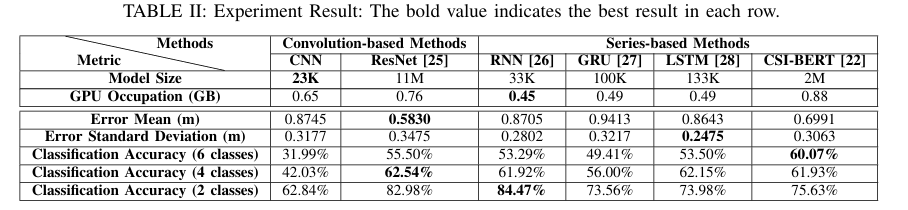 TABLE II: Experiment Result: The bold value indicates the best result in each row.
Methods Convolution-based Methods Series-based Methods
Metric CNN ResNet [25] RNN [26] GRU [27] LSTM [28] CSI-BERT [22]
Model Size 23K 11M 33K 100K 133K 2M
GPU Occupation (GB) 0.65 0.76 0.45 0.49 0.49 0.88
Error Mean (m) 0.8745 0.5830 0.8705 0.9413 0.8643 0.6991
Error Standard Deviation (m) 0.3177 0.3475 0.2802 0.3217 0.2475 0.3063
Classification Accuracy (6 classes) 31.99% 55.50% 53.29% 49.41% 53.50% 60.07%
Classification Accuracy (4 classes) 42.03% 62.54% 61.92% 56.00% 62.15% 61.93%
Classification Accuracy (2 classes) 62.84% 82.98% 84.47% 73.56% 73.98% 75.63%